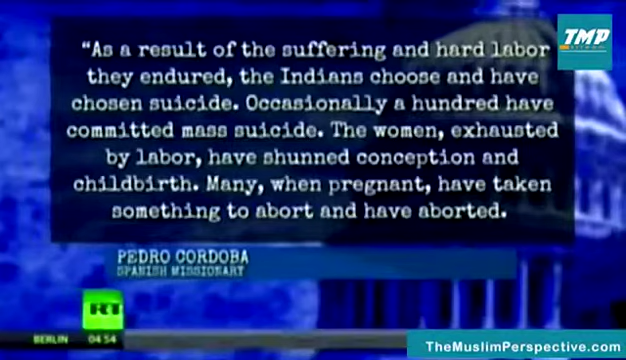 TMP
"As a result of the suffering and hard labor
they endured, the Indians choose and have
chosen suicide. Occasionally a hundred have
committed mass suicide. The women, exhausted
by labor, have shunned conception and
childbirth. Many, when pregnant, have taken
something to abort and have aborted.
PEDRO CORDOBA
SPANISH MISSIONARY
RT
BERLIN 04:54
TheMuslimPerspective.com